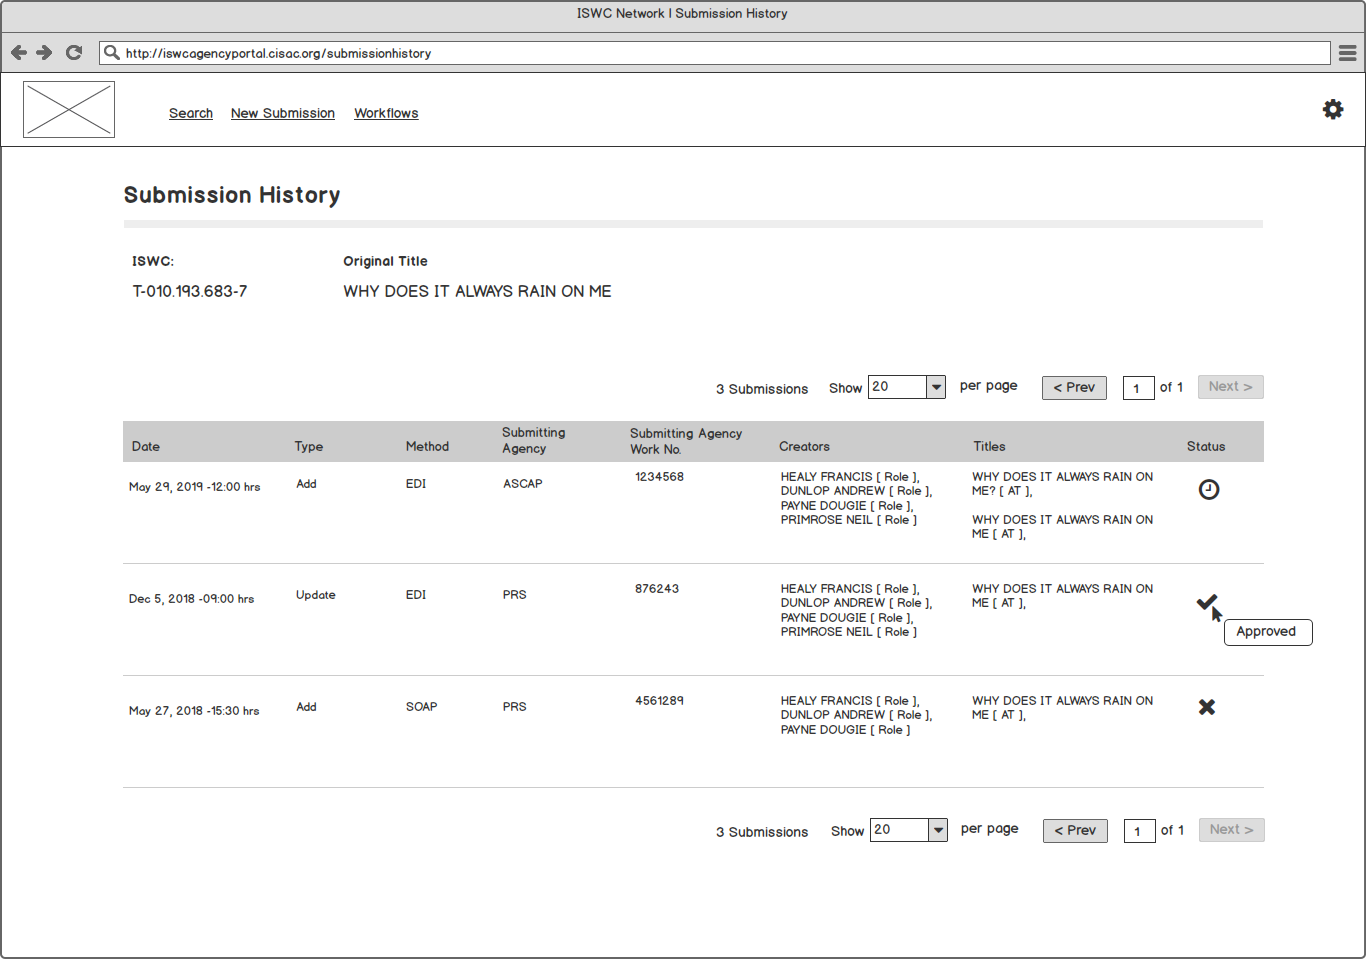 ISWC Network | Submission History
http://iswcagencyportal.cisac.org/submissionhistory
Search New Submission Workflows
Submission History
ISWC: Original Title
T-010.193.683-7 WHY DOES IT ALWAYS RAIN ON ME
3 Submissions Show 20 per page < Prev 1 of 1 Next >
Date Type Method Submitting Agency Submitting Agency Work No. Creators Titles Status
May 29, 2019 -12:00 hrs Add EDI ASCAP 1234568 HEALY FRANCIS [ Role ], WHY DOES IT ALWAYS RAIN ON
DUNLOP ANDREW [ Role ], ME? [ AT ],
PAYNE DOUGIE [ Role ],
PRIMROSE NEIL [ Role ] WHY DOES IT ALWAYS RAIN ON
ME [ AT ],
Dec 5, 2018 -09:00 hrs Update EDI PRS 876243 HEALY FRANCIS [ Role ], WHY DOES IT ALWAYS RAIN ON
DUNLOP ANDREW [ Role ], ME [ AT ],
PAYNE DOUGIE [ Role ],
PRIMROSE NEIL [ Role ] Approved
May 27, 2018 -15:30 hrs Add SOAP PRS 4561289 HEALY FRANCIS [ Role ], WHY DOES IT ALWAYS RAIN ON
DUNLOP ANDREW [ Role ], ME [ AT ],
PAYNE DOUGIE [ Role ]
3 Submissions Show 20 per page < Prev 1 of 1 Next >